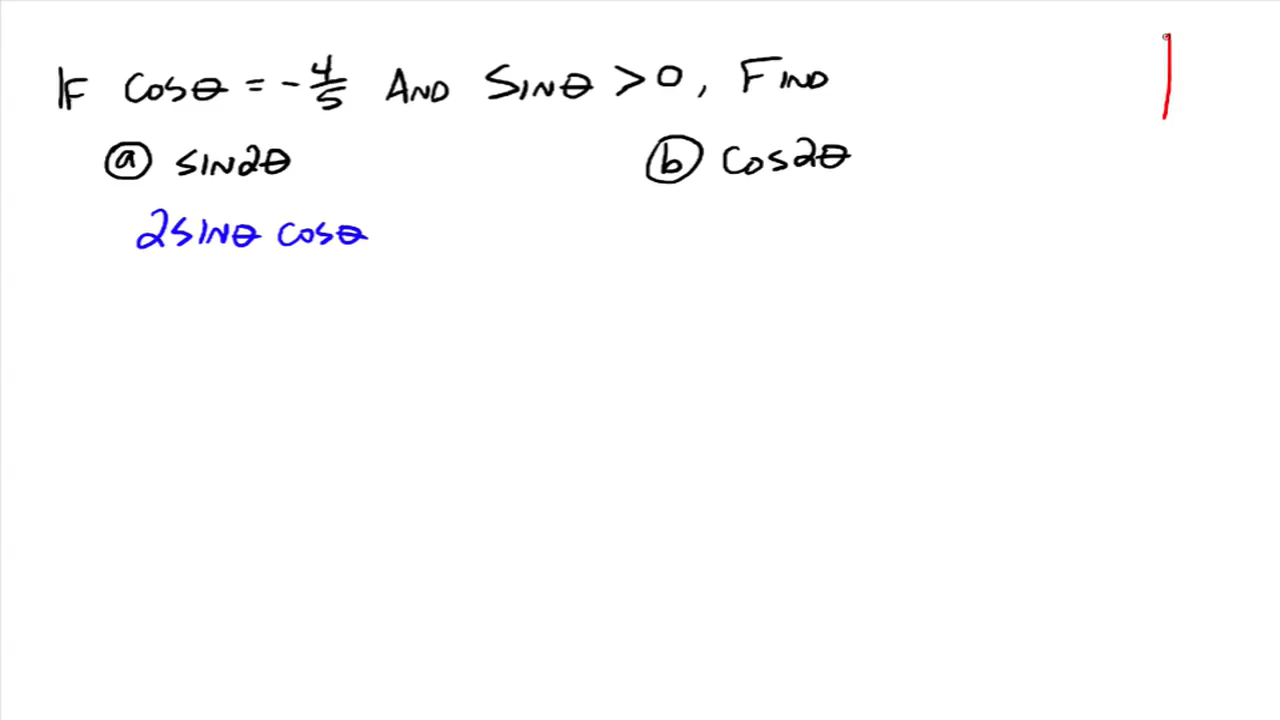 IF cosθ = -4/5 AND sinθ > 0, FIND
ⓐ sin2θ ⓑ cos2θ
2sinθ cosθ